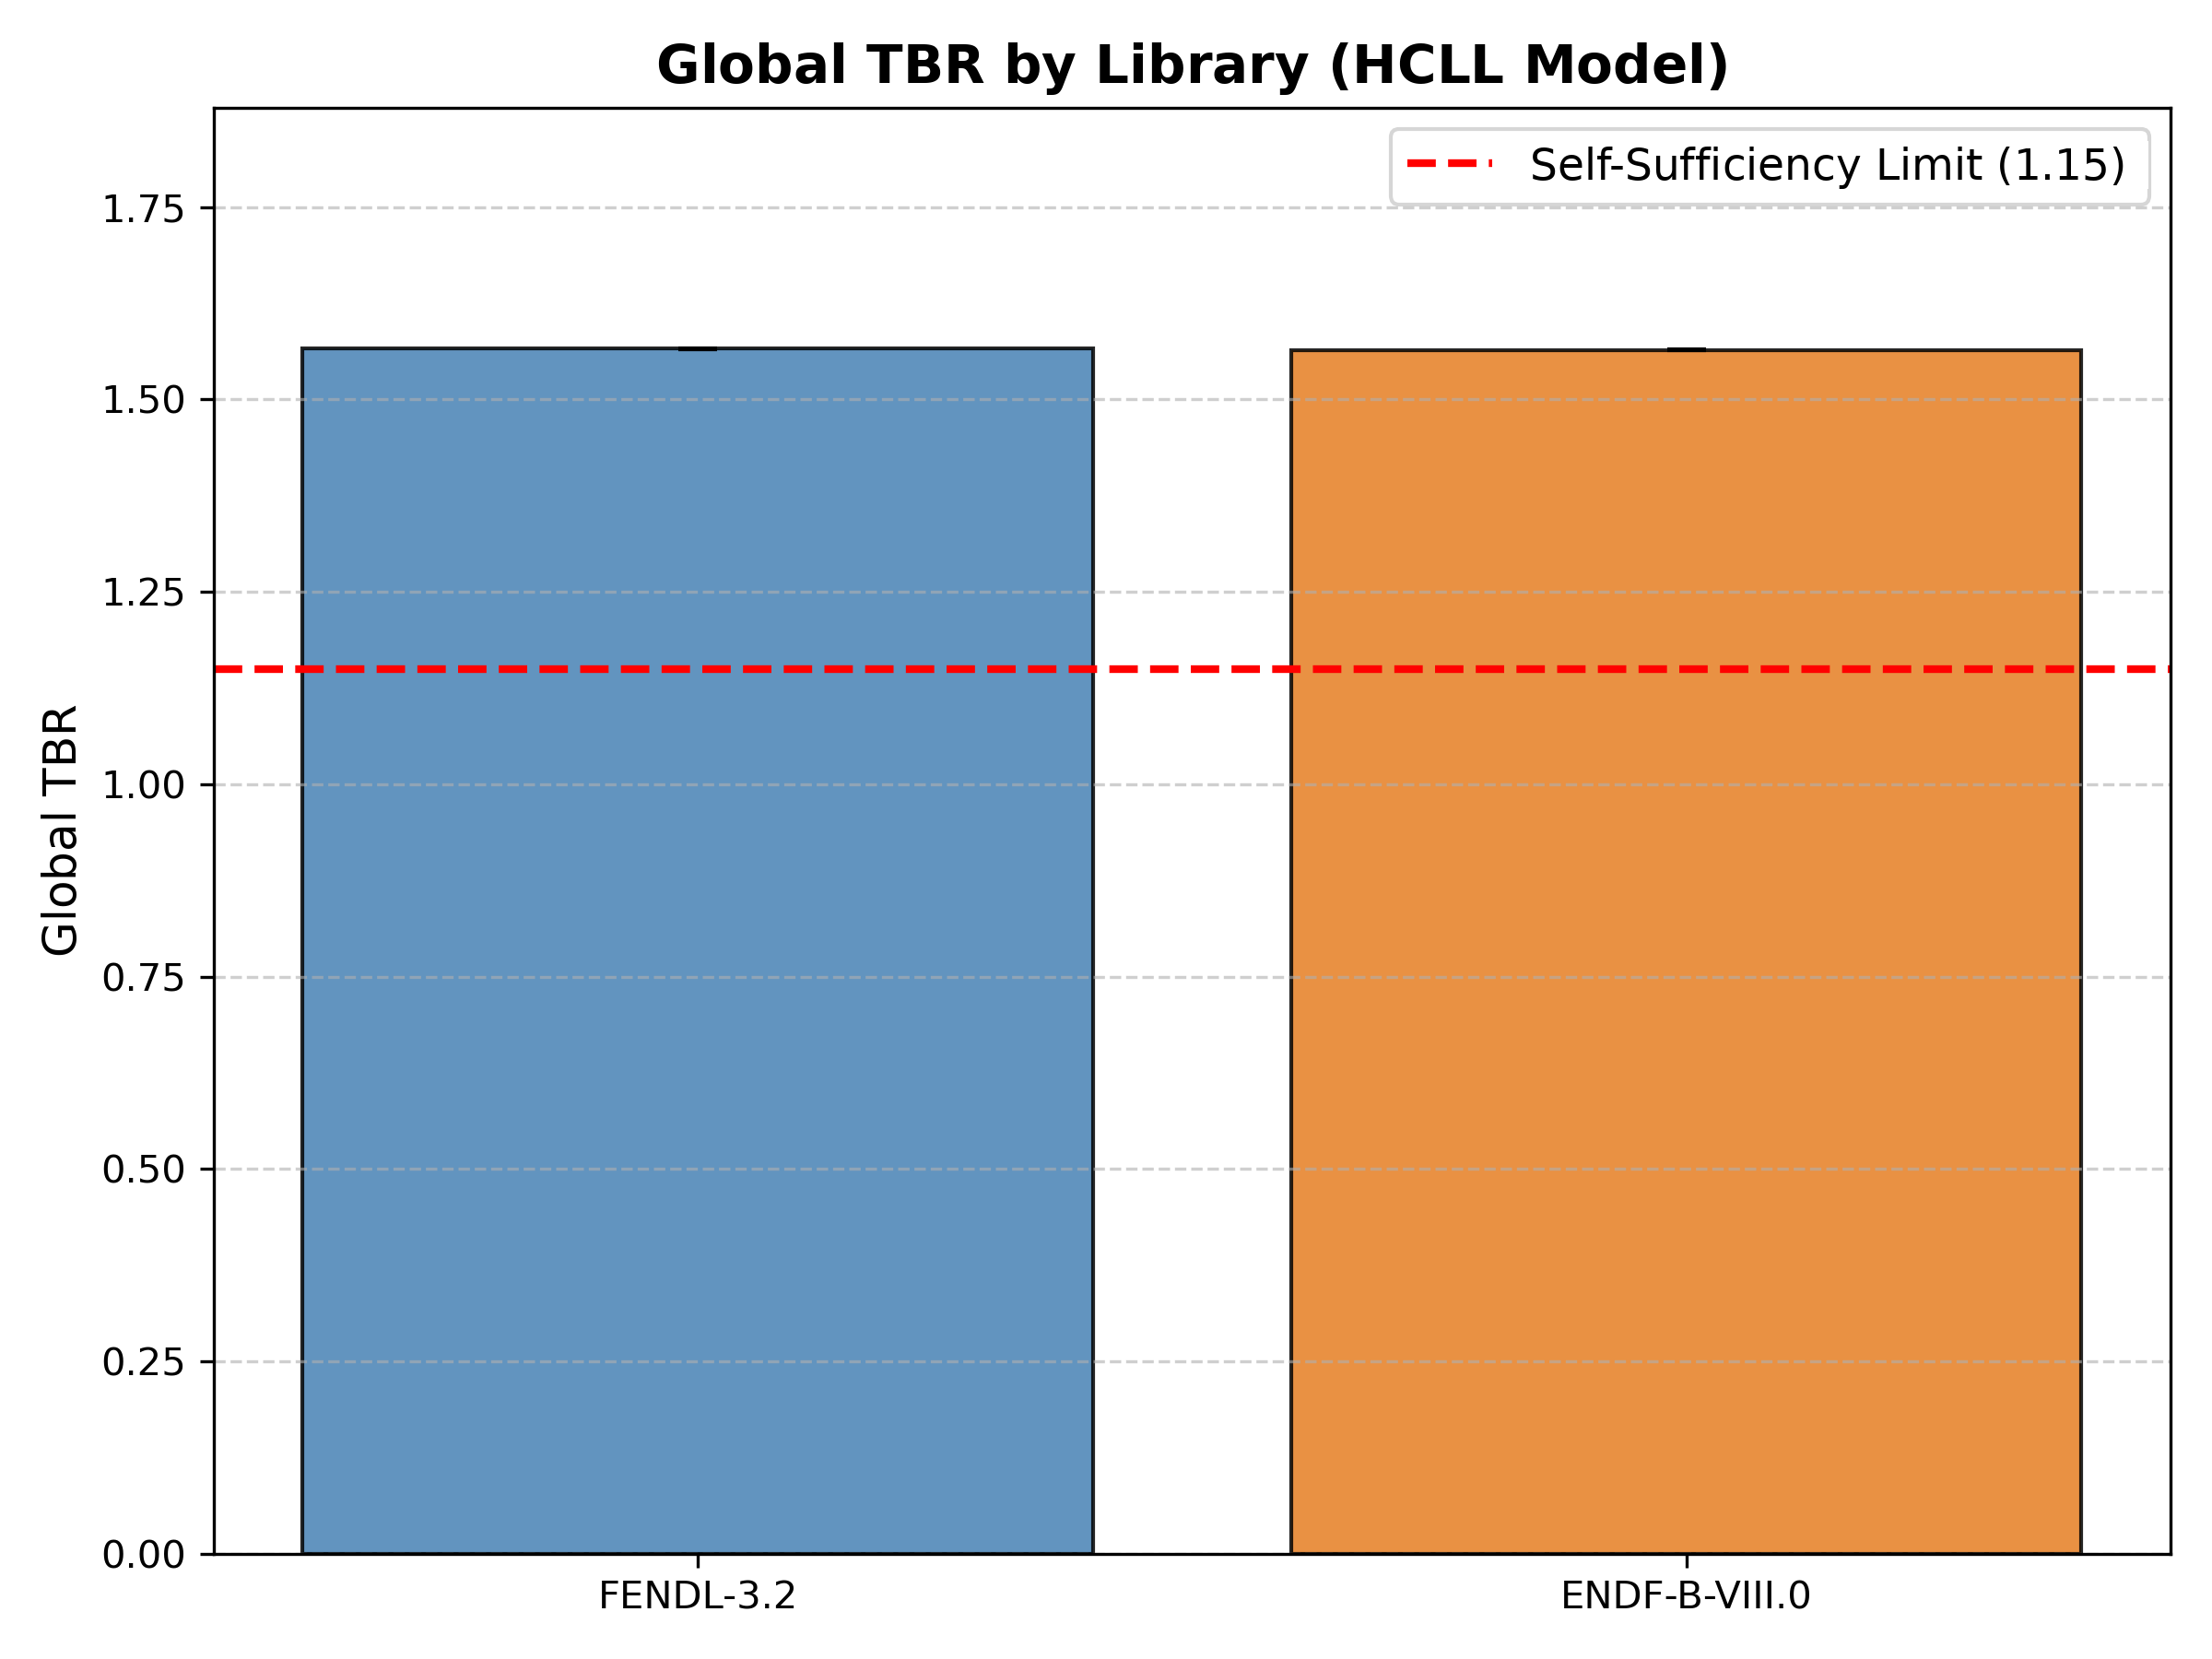 Global TBR by Library (HCLL Model)
Self-Sufficiency Limit (1.15)
Global TBR
1.75
1.50
1.25
1.00
0.75
0.50
0.25
0.00
FENDL-3.2
ENDF-B-VIII.0